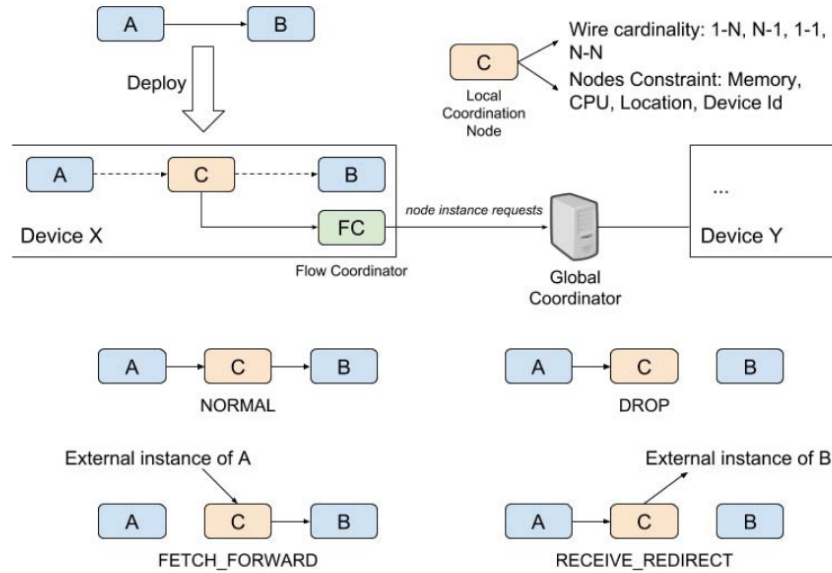 A
B
Deploy
C
Local
Coordination
Node
Wire cardinality: 1-N, N-1, 1-1,
N-N
Nodes Constraint: Memory,
CPU, Location, Device Id
A
C
B
Device X
FC
Flow Coordinator
node instance requests
Global
Coordinator
...
Device Y
A
C
B
NORMAL
A
C
B
DROP
External instance of A
A
C
B
FETCH_FORWARD
External instance of B
A
C
B
RECEIVE_REDIRECT